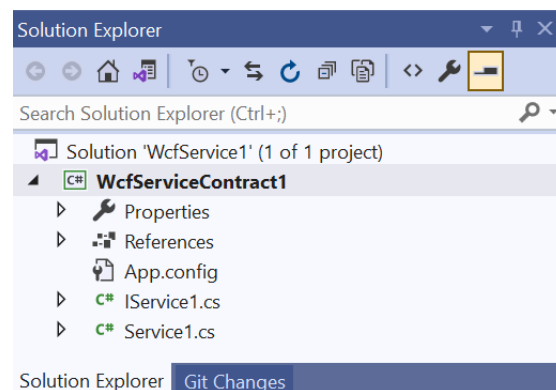 Solution Explorer
Search Solution Explorer (Ctrl+;)
Solution 'WcfService1' (1 of 1 project)
C# WcfServiceContract1
Properties
References
App.config
C# IService1.cs
C# Service1.cs
Solution Explorer Git Changes